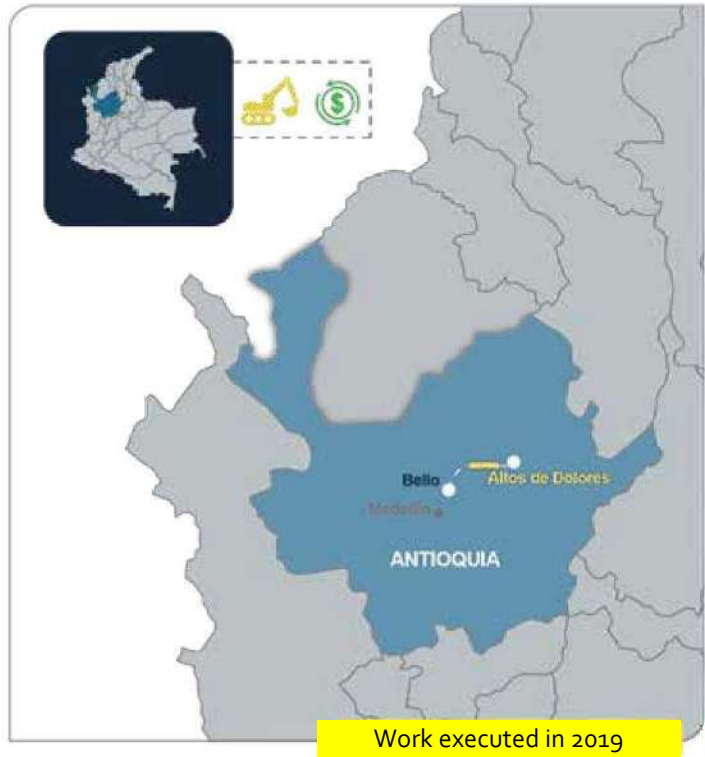 $
Bello
Altos de Dolores
Medellín
ANTIOQUIA
Work executed in 2019